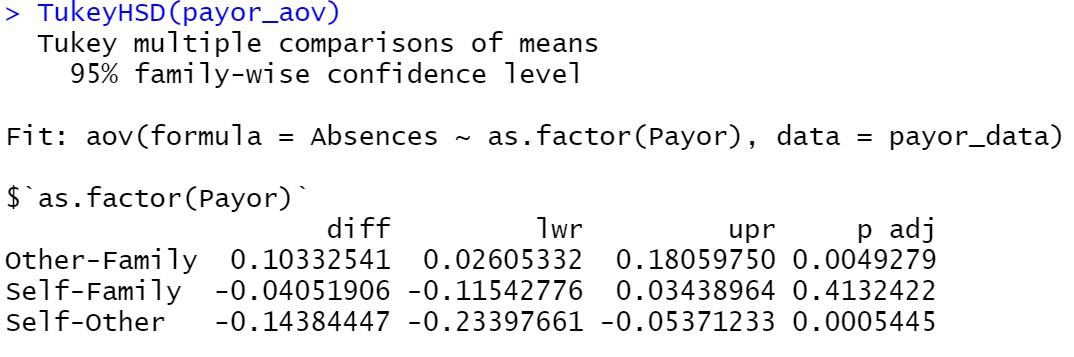 > TukeyHSD(payor_aov)
  Tukey multiple comparisons of means
    95% family-wise confidence level

Fit: aov(formula = Absences ~ as.factor(Payor), data = payor_data)

$`as.factor(Payor)`
                    diff         lwr         upr     p adj
Other-Family  0.10332541  0.02605332  0.18059750 0.0049279
Self-Family  -0.04051906 -0.11542776  0.03438964 0.4132422
Self-Other   -0.14384447 -0.23397661 -0.05371233 0.0005445